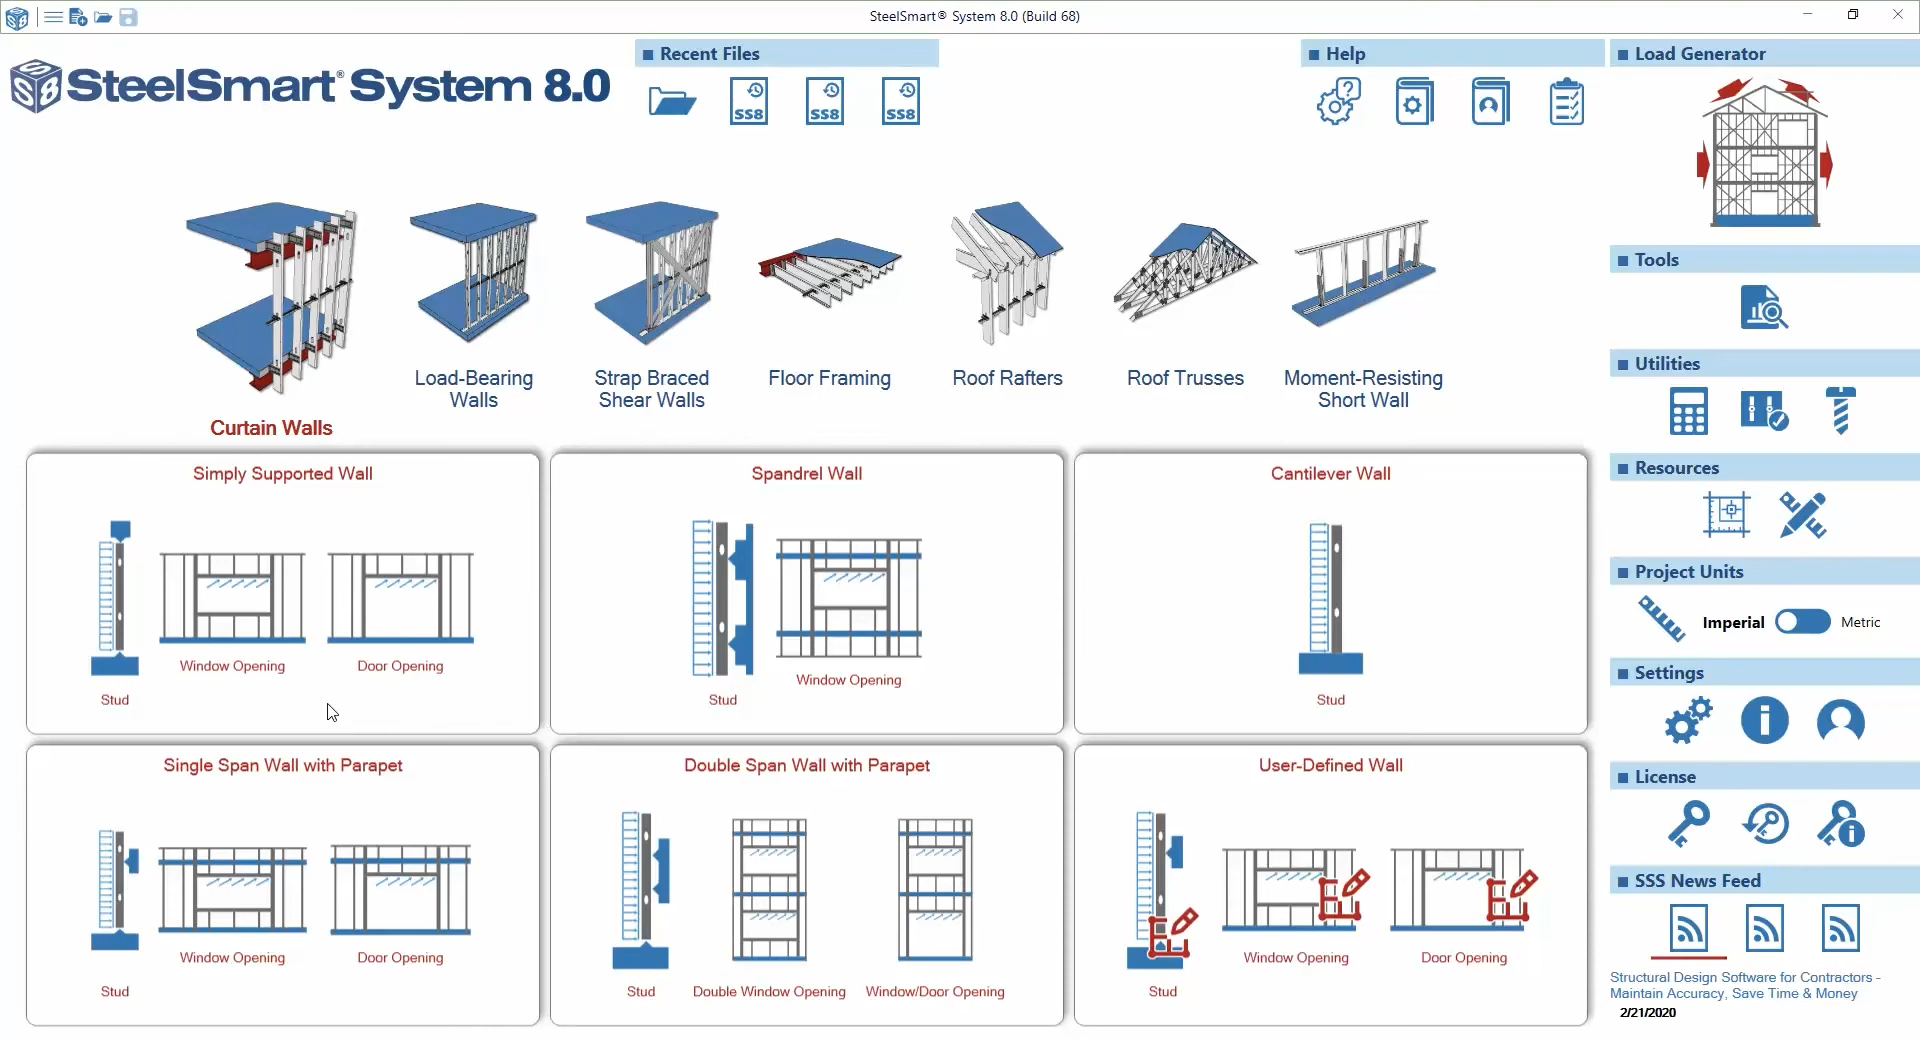 SteelSmart® System 8.0 (Build 68)
SteelSmart® System 8.0
Recent Files
SS8
SS8
SS8
Help
Load Generator
Curtain Walls
Load-Bearing
Walls
Strap Braced
Shear Walls
Floor Framing
Roof Rafters
Roof Trusses
Moment-Resisting
Short Wall
Simply Supported Wall
Stud
Window Opening
Door Opening
Spandrel Wall
Stud
Window Opening
Cantilever Wall
Stud
Single Span Wall with Parapet
Stud
Window Opening
Door Opening
Double Span Wall with Parapet
Stud
Double Window Opening
Window/Door Opening
User-Defined Wall
Stud
Window Opening
Door Opening
Tools
Utilities
Resources
Project Units
Imperial
Metric
Settings
License
SSS News Feed
Structural Design Software for Contractors -
Maintain Accuracy, Save Time & Money
2/21/2020